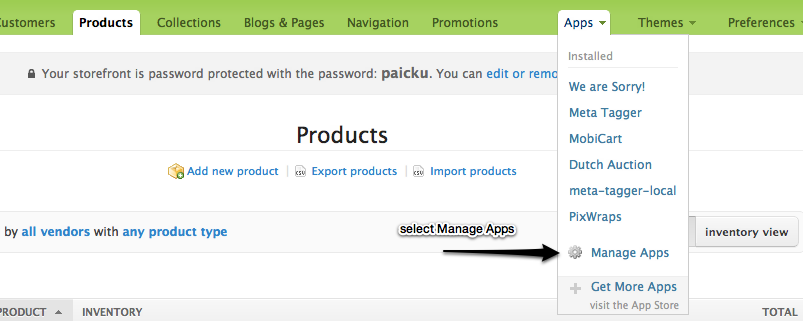 Customers Products Collections Blogs & Pages Navigation Promotions Apps Themes Preferences
Installed
Your storefront is password protected with the password: paicku. You can edit or remo
We are Sorry!
Meta Tagger
MobiCart
Dutch Auction
meta-tagger-local
PixWraps
Manage Apps
Get More Apps
visit the App Store
Products
Add new product | CSV Export products | CSV Import products
by all vendors with any product type
select Manage Apps
inventory view
PRODUCT INVENTORY TOTAL